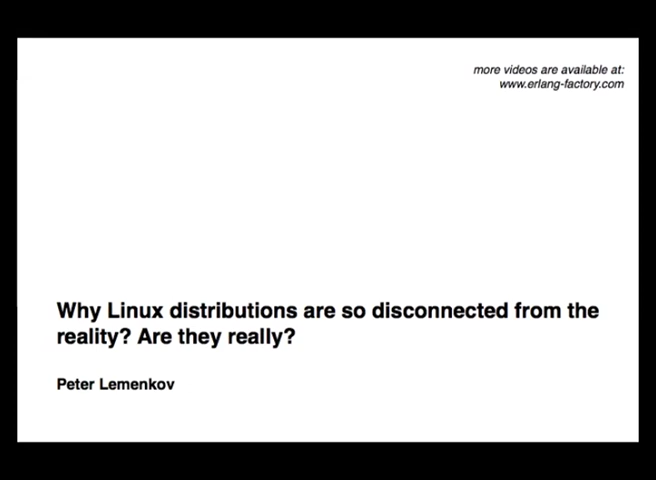 more videos are available at:
www.erlang-factory.com
Why Linux distributions are so disconnected from the
reality? Are they really?
Peter Lemenkov